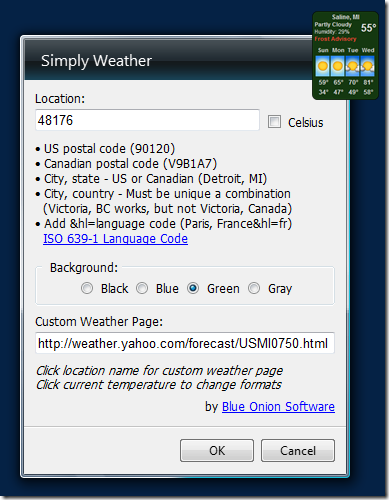 Saline, MI
Partly Cloudy
55°
Humidity: 29%
Frost Advisory
Sun Mon Tue Wed
59° 65° 70° 81°
34° 47° 49° 58°
Simply Weather
Location:
48176
Celsius
• US postal code (90120)
• Canadian postal code (V9B1A7)
• City, state - US or Canadian (Detroit, MI)
• City, country - Must be unique a combination
(Victoria, BC works, but not Victoria, Canada)
• Add &hl=language code (Paris, France&hl=fr)
ISO 639-1 Language Code
Background:
Black Blue Green Gray
Custom Weather Page:
http://weather.yahoo.com/forecast/USMI0750.html
Click location name for custom weather page
Click current temperature to change formats
by Blue Onion Software
OK Cancel